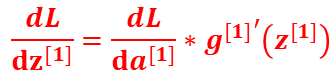 dL/dz^[1] = dL/da^[1] * g^[1]′(z^[1])